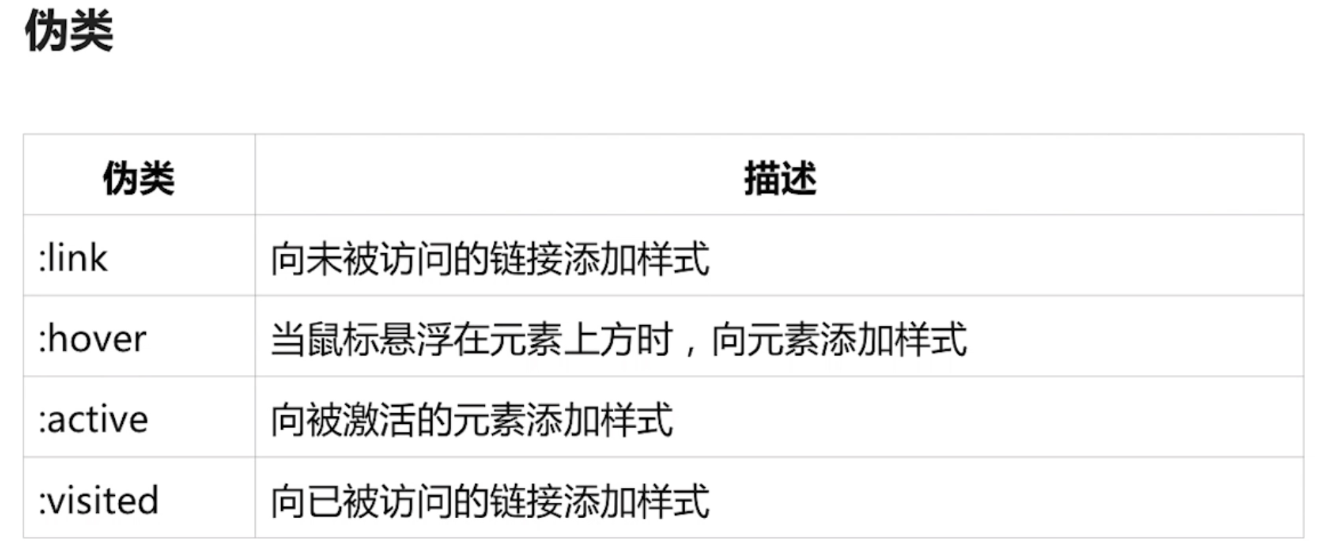 伪类
伪类 描述
:link 向未被访问的链接添加样式
:hover 当鼠标悬浮在元素上方时，向元素添加样式
:active 向被激活的元素添加样式
:visited 向已被访问的链接添加样式